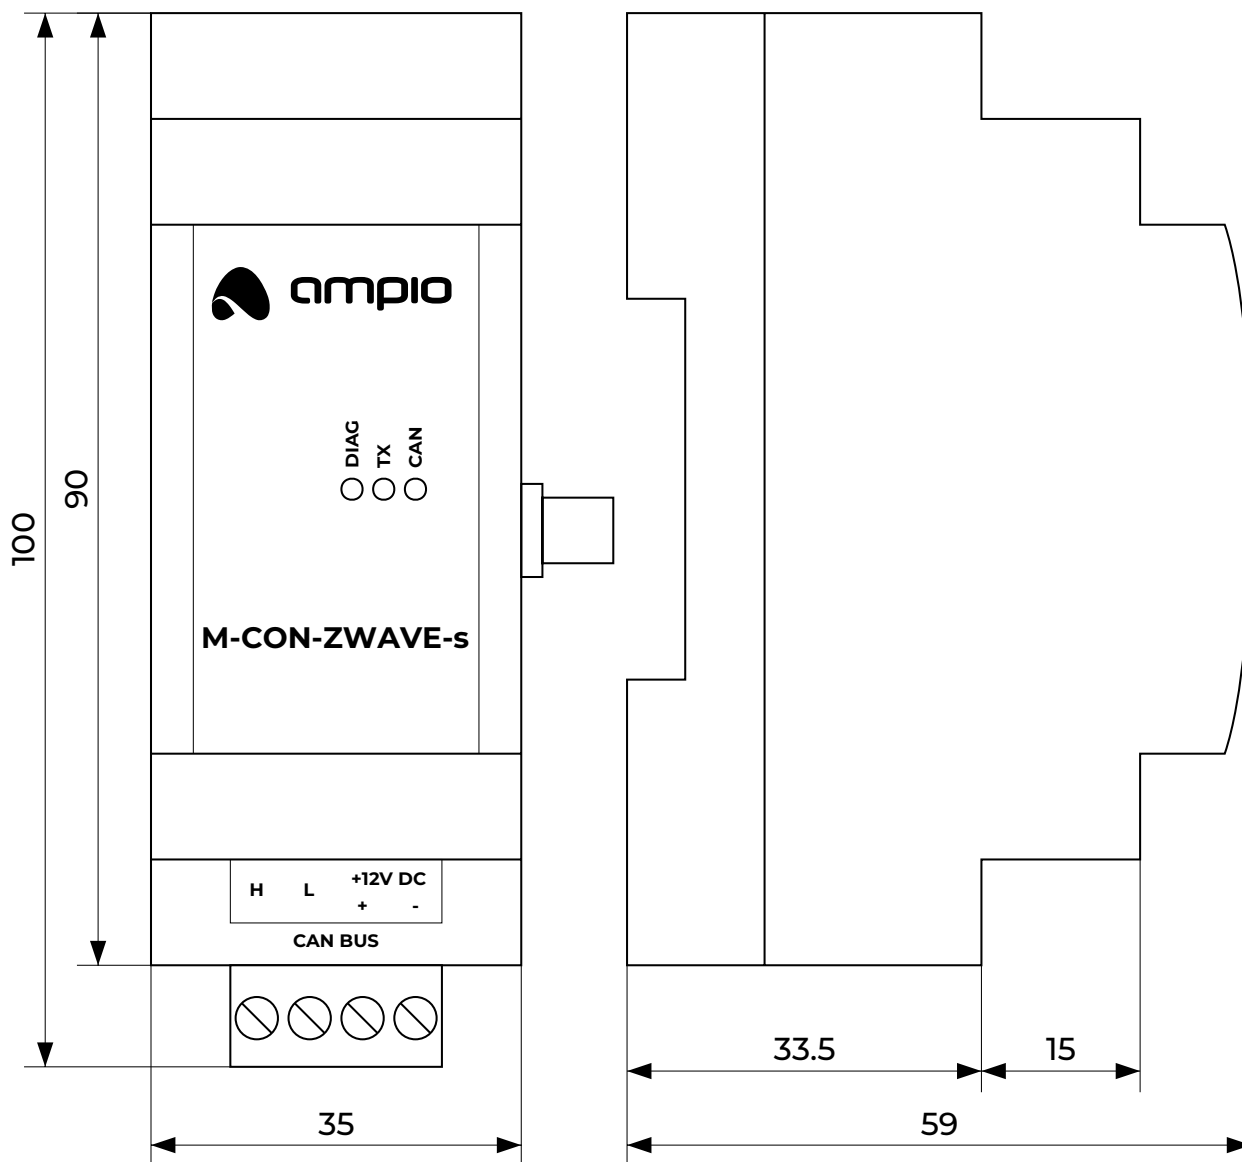 ampio
DIAG
TX
CAN
M-CON-ZWAVE-s
H L +12V DC
+ -
CAN BUS
100
90
35
33.5
15
59